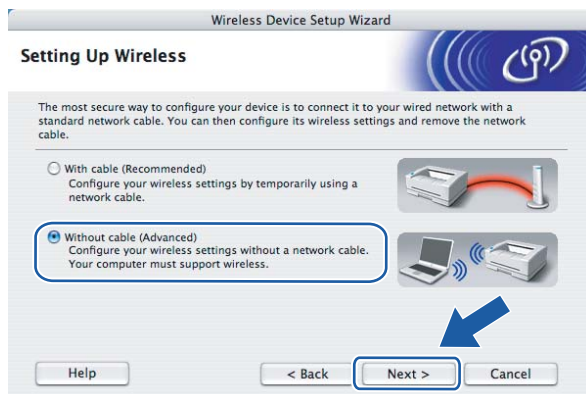 Wireless Device Setup Wizard
Setting Up Wireless
The most secure way to configure your device is to connect it to your wired network with a
standard network cable. You can then configure its wireless settings and remove the network
cable.
With cable (Recommended)
Configure your wireless settings by temporarily using a
network cable.
Without cable (Advanced)
Configure your wireless settings without a network cable.
Your computer must support wireless.
Help
< Back
Next >
Cancel